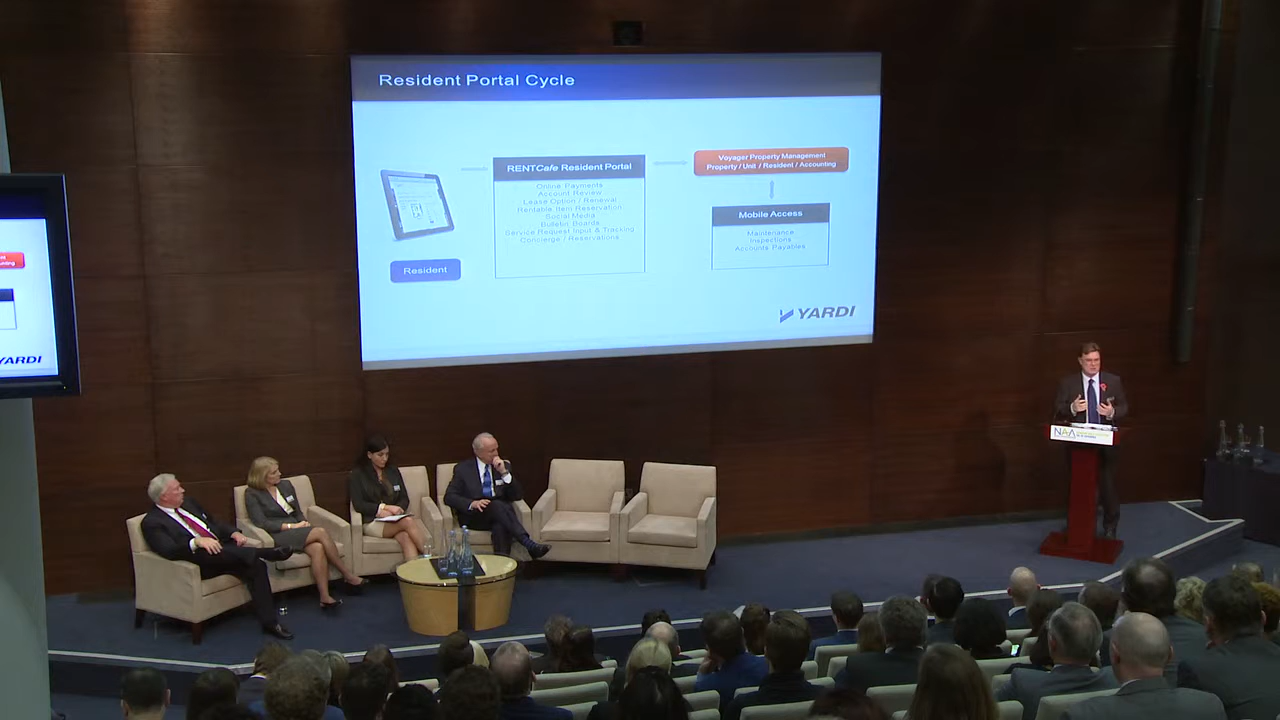 Resident Portal Cycle
RENTCafe Resident Portal
Online Payments
Account Review
Lease Option / Renewal
Rentable Item Reservation
Social Media
Bulletin Boards
Service Request Input & Tracking
Concierge / Reservations
Resident
Voyager Property Management
Property / Unit / Resident / Accounting
Mobile Access
Maintenance
Inspections
Accounts Payables
YARDI
YARDI
NAA